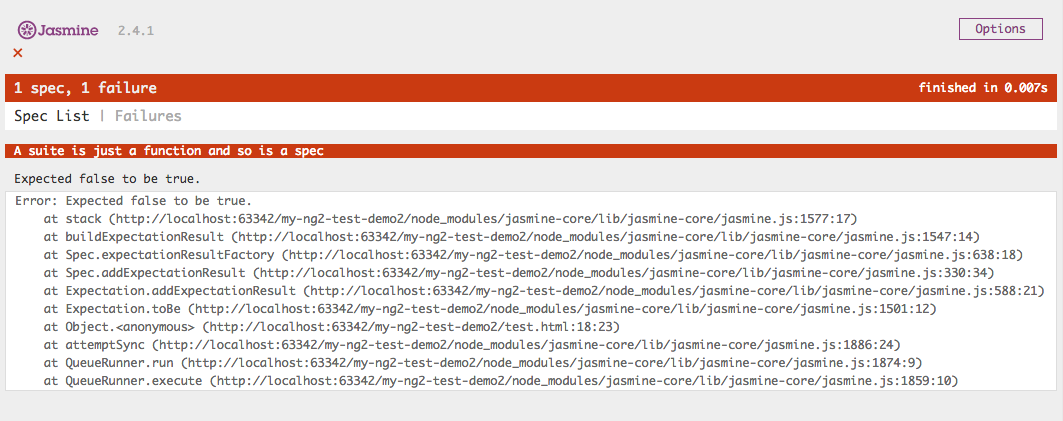 Jasmine 2.4.1 Options
×
1 spec, 1 failure finished in 0.007s
Spec List | Failures
A suite is just a function and so is a spec
Expected false to be true.
Error: Expected false to be true.
at stack (http://localhost:63342/my-ng2-test-demo2/node_modules/jasmine-core/lib/jasmine-core/jasmine.js:1577:17)
at buildExpectationResult (http://localhost:63342/my-ng2-test-demo2/node_modules/jasmine-core/lib/jasmine-core/jasmine.js:1547:14)
at Spec.expectationResultFactory (http://localhost:63342/my-ng2-test-demo2/node_modules/jasmine-core/lib/jasmine-core/jasmine.js:638:18)
at Spec.addExpectationResult (http://localhost:63342/my-ng2-test-demo2/node_modules/jasmine-core/lib/jasmine-core/jasmine.js:330:34)
at Expectation.addExpectationResult (http://localhost:63342/my-ng2-test-demo2/node_modules/jasmine-core/lib/jasmine-core/jasmine.js:588:21)
at Expectation.toBe (http://localhost:63342/my-ng2-test-demo2/node_modules/jasmine-core/lib/jasmine-core/jasmine.js:1501:12)
at Object.<anonymous> (http://localhost:63342/my-ng2-test-demo2/test.html:18:23)
at attemptSync (http://localhost:63342/my-ng2-test-demo2/node_modules/jasmine-core/lib/jasmine-core/jasmine.js:1886:24)
at QueueRunner.run (http://localhost:63342/my-ng2-test-demo2/node_modules/jasmine-core/lib/jasmine-core/jasmine.js:1874:9)
at QueueRunner.execute (http://localhost:63342/my-ng2-test-demo2/node_modules/jasmine-core/lib/jasmine-core/jasmine.js:1859:10)